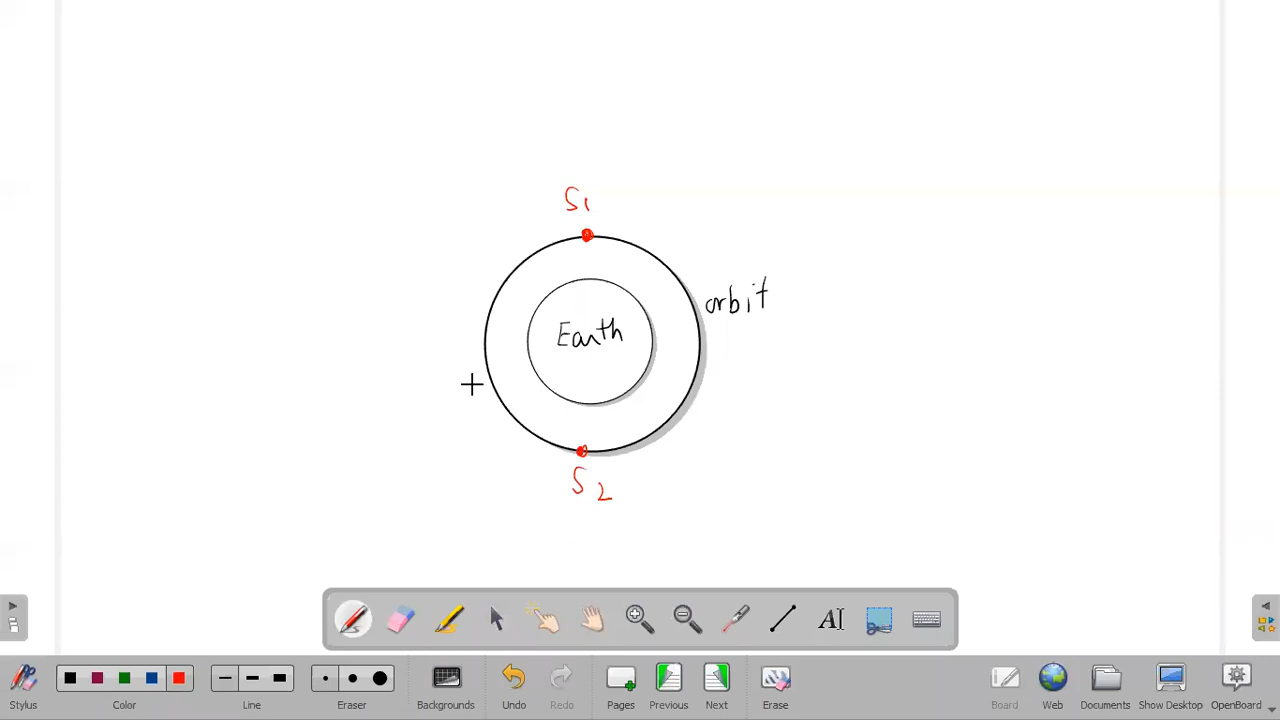 S1
orbit
Earth
S2
Stylus
Color
Line
Eraser
Backgrounds
Undo
Redo
Pages
Previous
Next
Erase
Board
Web
Documents
Show Desktop
OpenBoard